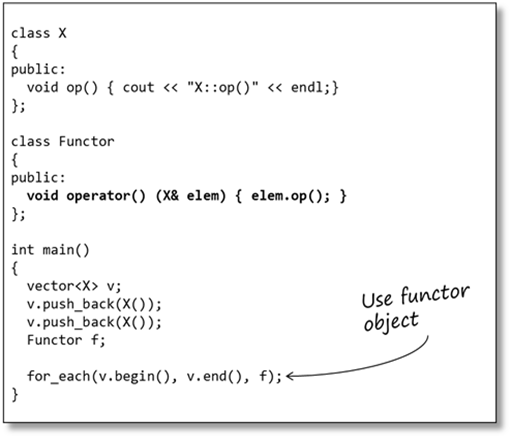 class X
{
public:
  void op() { cout << "X::op()" << endl;}
};

class Functor
{
public:
  void operator() (X& elem) { elem.op(); }
};

int main()
{
  vector<X> v;
  v.push_back(X());
  v.push_back(X());
  Functor f;

  for_each(v.begin(), v.end(), f);
}
Use functor
object